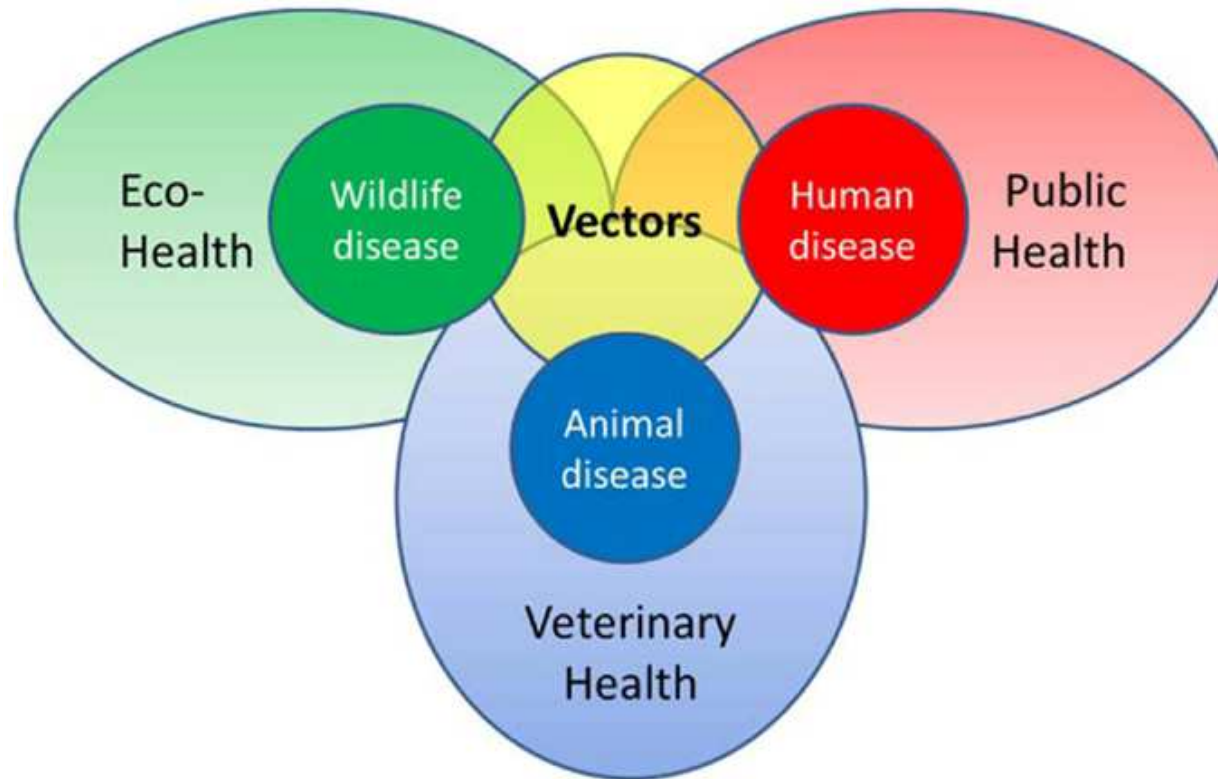 Eco-
Health
Wildlife
disease
Vectors
Human
disease
Public
Health
Animal
disease
Veterinary
Health